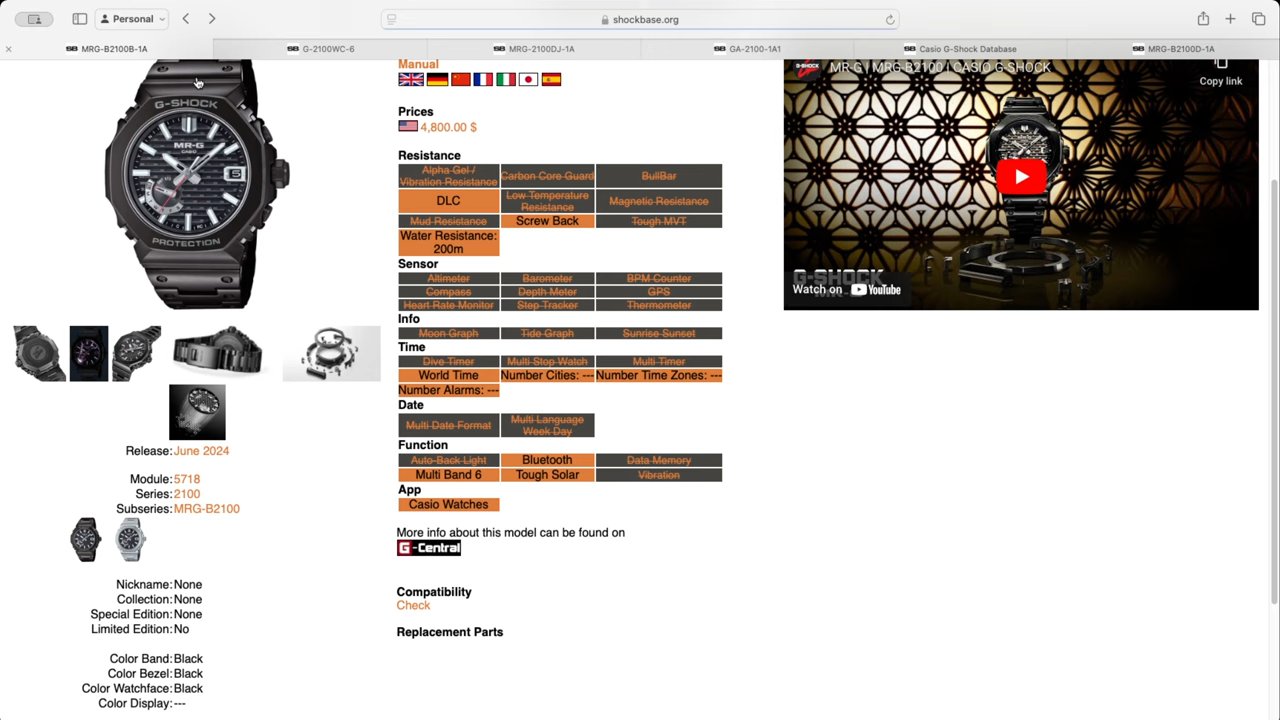 Personal
shockbase.org
MRG-B2100B-1A
G-2100WC-6
MRG-2100DJ-1A
GA-2100-1A1
Casio G-Shock Database
MRG-B2100D-1A
G-SHOCK
MR-G
CASIO
5
PROTECTION
Release: June 2024
Module: 5718
Series: 2100
Subseries: MRG-B2100
Nickname: None
Collection: None
Special Edition: None
Limited Edition: No
Color Band: Black
Color Bezel: Black
Color Watchface: Black
Color Display: ---
Manual
Prices
4,800.00 $
Resistance
Alpha Gel / Vibration Resistance Carbon Core Guard BullBar
DLC Low Temperature Resistance Magnetic Resistance
Mud Resistance Screw Back Tough MVT
Water Resistance: 200m
Sensor
Altimeter Barometer BPM Counter
Compass Depth Meter GPS
Heart Rate Monitor Step Tracker Thermometer
Info
Moon Graph Tide Graph Sunrise Sunset
Time
Dive Timer Multi Stop Watch Multi Timer
World Time Number Cities: --- Number Time Zones: ---
Number Alarms: ---
Date
Multi Date Format Multi Language Week Day
Function
Auto-Back Light Bluetooth Data Memory
Multi Band 6 Tough Solar Vibration
App
Casio Watches
More info about this model can be found on
G-Central
Compatibility
Check
Replacement Parts
G-SHOCK
MR-G | MRG-B2100 | CASIO G-SHOCK
Copy link
G-SHOCK
MR-G
Watch on YouTube